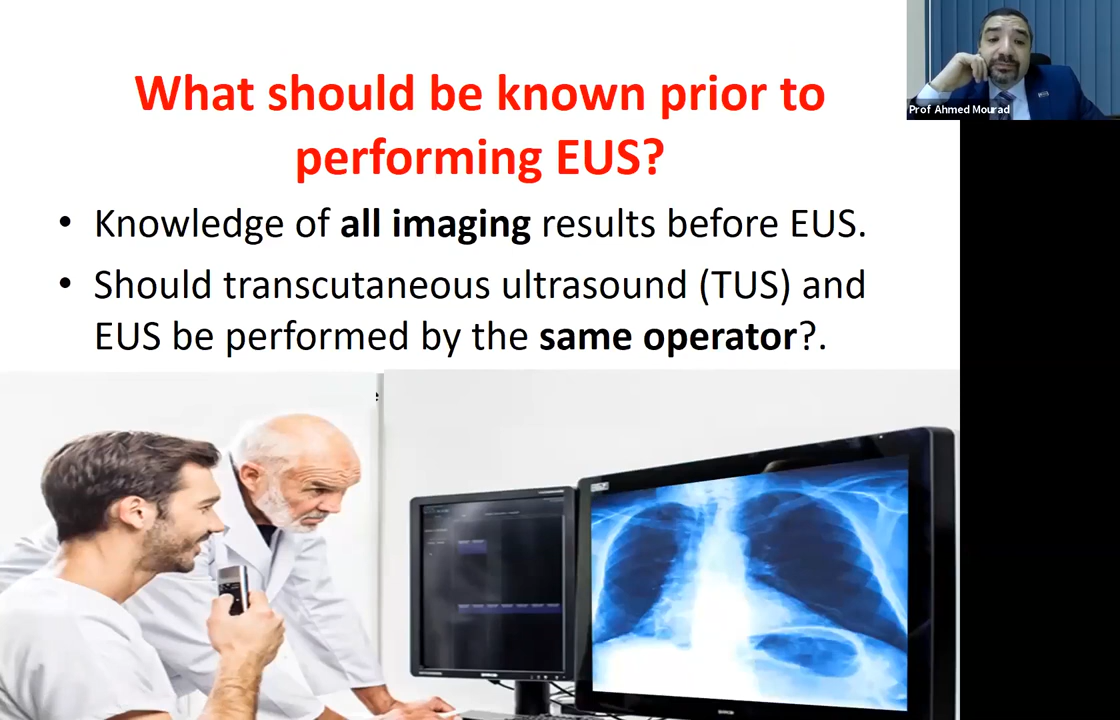 What should be known prior to
performing EUS?
• Knowledge of all imaging results before EUS.
• Should transcutaneous ultrasound (TUS) and
EUS be performed by the same operator?.
Prof Ahmed Mourad